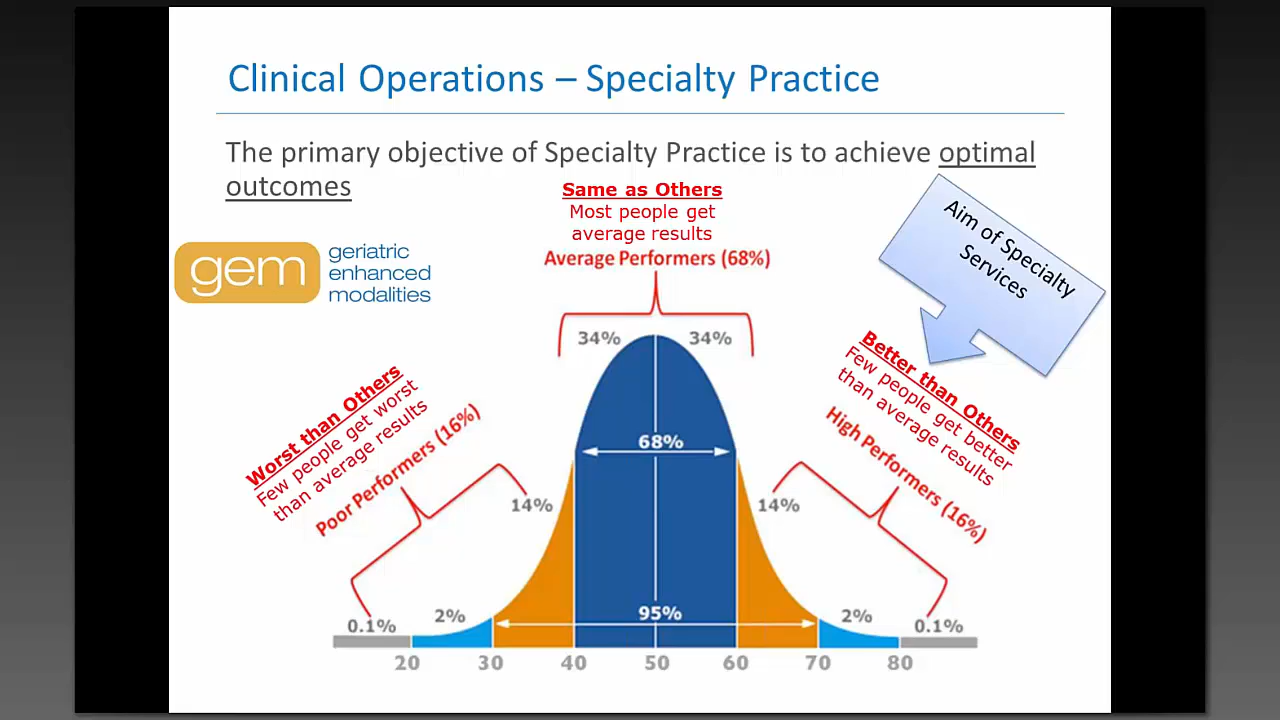 Clinical Operations – Specialty Practice
The primary objective of Specialty Practice is to achieve optimal
outcomes
gem
geriatric
enhanced
modalities
Same as Others
Most people get
average results
Average Performers (68%)
Aim of Specialty
Services
Worst than Others
Few people get worst
than average results
Poor Performers (16%)
Better than Others
Few people get better
than average results
High Performers (16%)
34% 34%
68%
14% 14%
95%
0.1% 2% 2% 0.1%
20 30 40 50 60 70 80